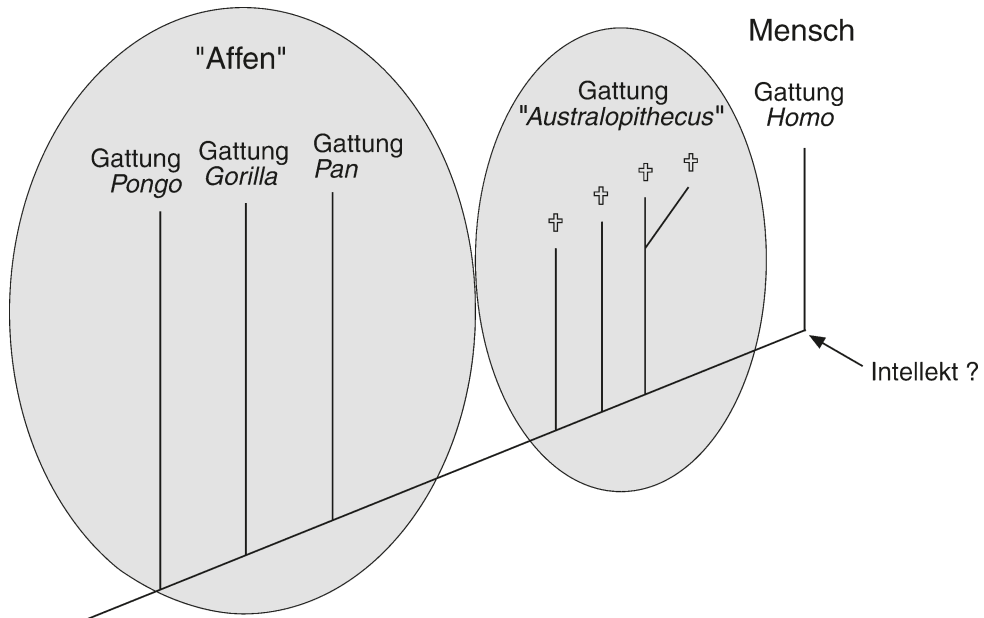 "Affen"
Mensch
Gattung
Pongo
Gattung
Gorilla
Gattung
Pan
Gattung
"Australopithecus"
Gattung
Homo
Intellekt ?